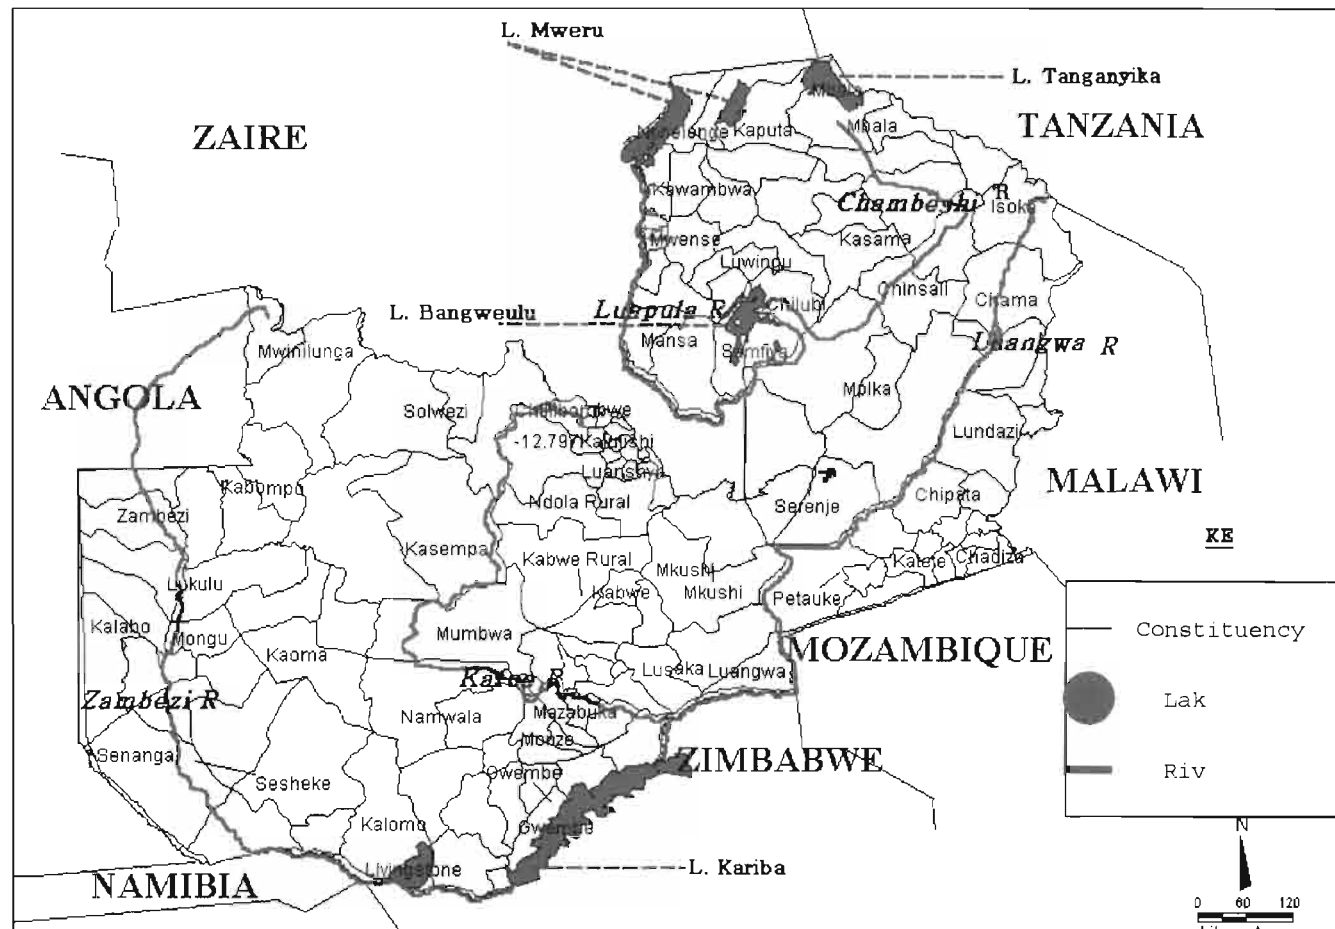 L. Mweru
L. Tanganyika
ZAIRE
TANZANIA
Nchelenge
Kaputa
Mbala
Kawambwa
Chambeshi R
Isoka
Mwense
Kasama
Luwingu
Chinsali
Chama
L. Bangweulu
Luapula R
Chilubi
Mansa
Samfya
Luangwa R
Mwinilunga
ANGOLA
Solwezi
Mpika
-12.797
Lundazi
Kabompo
Ndola Rural
Serenje
Chipata
MALAWI
Zambezi
Kasempa
Kabwe Rural
Mkushi
Katete
Chadiza
KE
Lukulu
Kabwe
Mkushi
Petauke
Kalabo
Mongu
Kaoma
Mumbwa
MOZAMBIQUE
Constituency
Lusaka
Luangwa
Kafue R
Zambezi R
Namwala
Mazabuka
Lak
Monze
Senanga
Sesheke
Gwembe
ZIMBABWE
Riv
Kalomo
Gwembe
N
Livingstone
L. Kariba
NAMIBIA
0 60 120